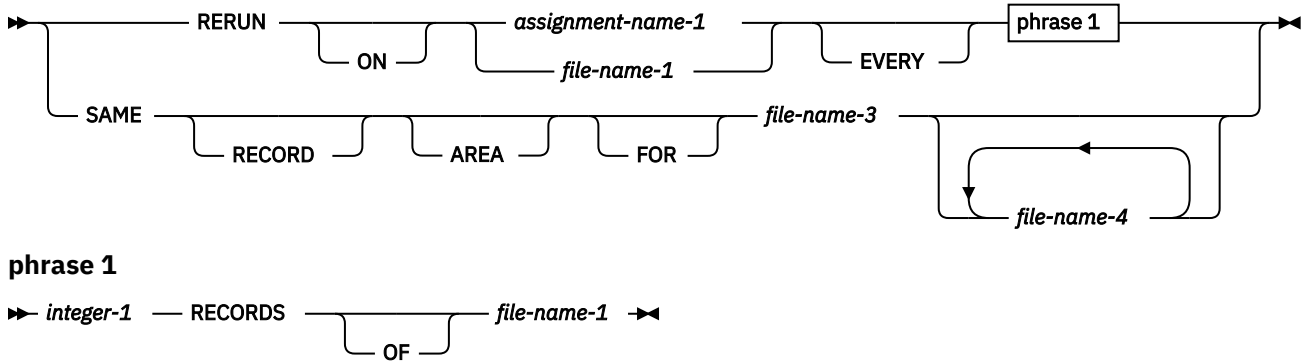 RERUN ON assignment-name-1 file-name-1 EVERY phrase 1
SAME RECORD AREA FOR file-name-3 file-name-4
phrase 1
integer-1 RECORDS OF file-name-1